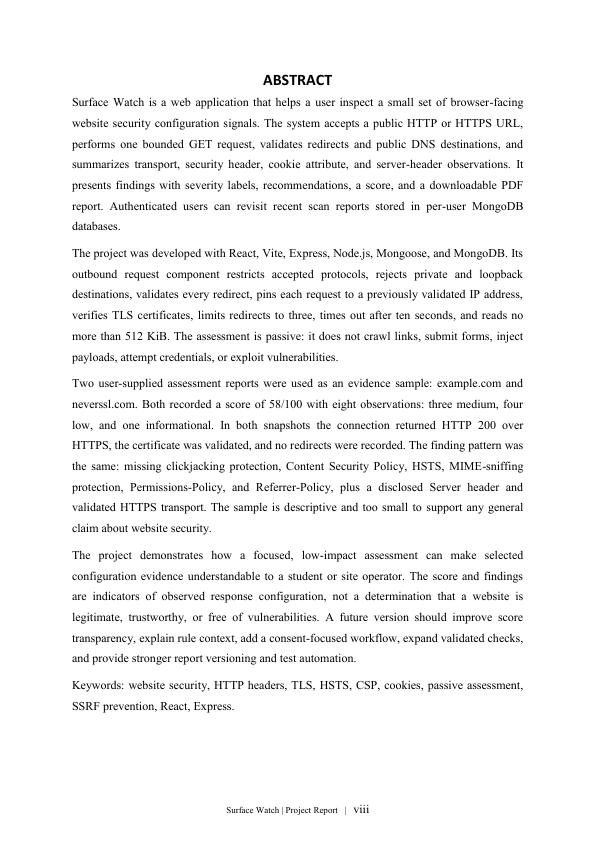 ABSTRACT
Surface Watch is a web application that helps a user inspect a small set of browser-facing
website security configuration signals. The system accepts a public HTTP or HTTPS URL,
performs one bounded GET request, validates redirects and public DNS destinations, and
summarizes transport, security header, cookie attribute, and server-header observations. It
presents findings with severity labels, recommendations, a score, and a downloadable PDF
report. Authenticated users can revisit recent scan reports stored in per-user MongoDB
databases.
The project was developed with React, Vite, Express, Node.js, Mongoose, and MongoDB. Its
outbound request component restricts accepted protocols, rejects private and loopback
destinations, validates every redirect, pins each request to a previously validated IP address,
verifies TLS certificates, limits redirects to three, times out after ten seconds, and reads no
more than 512 KiB. The assessment is passive: it does not crawl links, submit forms, inject
payloads, attempt credentials, or exploit vulnerabilities.
Two user-supplied assessment reports were used as an evidence sample: example.com and
neverssl.com. Both recorded a score of 58/100 with eight observations: three medium, four
low, and one informational. In both snapshots the connection returned HTTP 200 over
HTTPS, the certificate was validated, and no redirects were recorded. The finding pattern was
the same: missing clickjacking protection, Content Security Policy, HSTS, MIME-sniffing
protection, Permissions-Policy, and Referrer-Policy, plus a disclosed Server header and
validated HTTPS transport. The sample is descriptive and too small to support any general
claim about website security.
The project demonstrates how a focused, low-impact assessment can make selected
configuration evidence understandable to a student or site operator. The score and findings
are indicators of observed response configuration, not a determination that a website is
legitimate, trustworthy, or free of vulnerabilities. A future version should improve score
transparency, explain rule context, add a consent-focused workflow, expand validated checks,
and provide stronger report versioning and test automation.
Keywords: website security, HTTP headers, TLS, HSTS, CSP, cookies, passive assessment,
SSRF prevention, React, Express.
Surface Watch | Project Report | viii